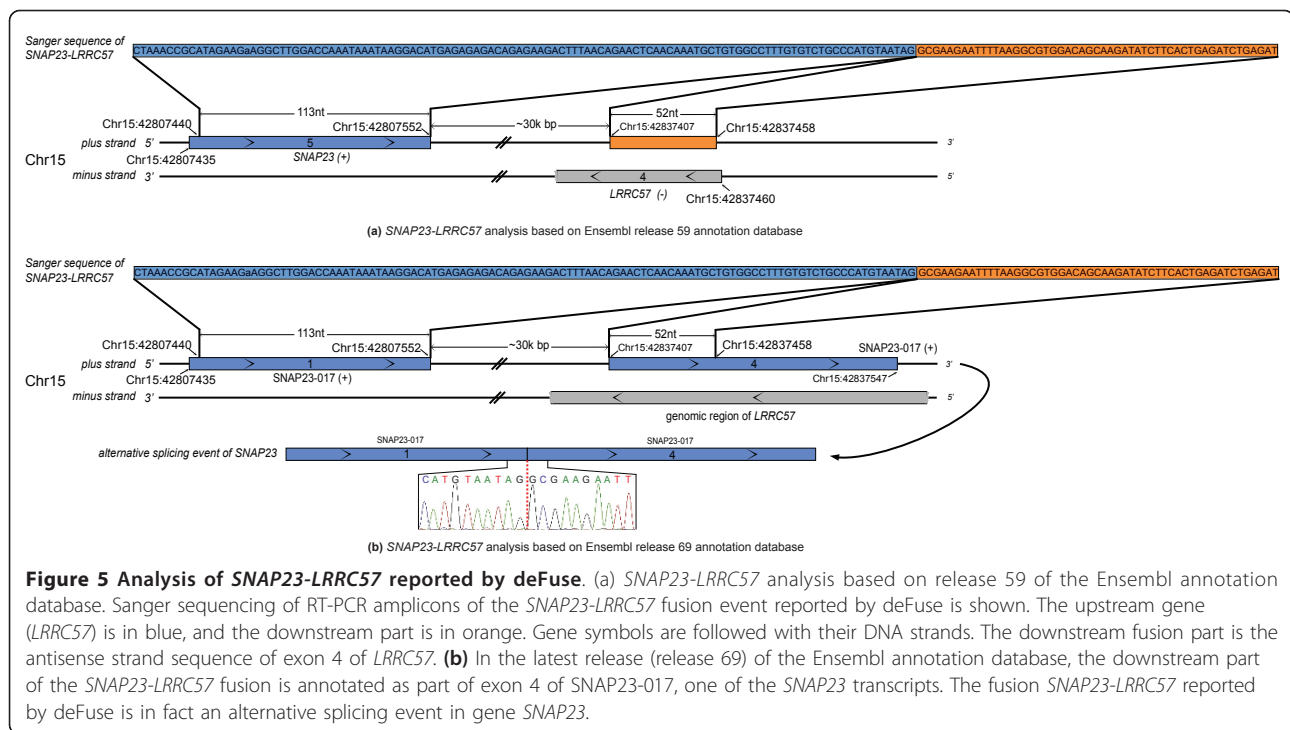 Sanger sequence of
SNAP23-LRRC57
CTAAACCGCATAGAAGaAGGCTTGGACCAAATAAATAAGGACATGAGAGAGACAGAGAAGACTTTAACAGAACTCAACAAATGCTGTGGCCTTTGTGTCTGCCCATGTAATAG GCGAAGAATTTTAAGGCGTGGACAGCAAGATATCTTCACTGAGATCTGAGAT
113nt
52nt
Chr15:42807440
Chr15:42807552
~30k bp
Chr15:42837407
Chr15:42837458
Chr15
plus strand 5'
5
3'
Chr15:42807435
SNAP23 (+)
minus strand 3'
4
5'
LRRC57 (-)
Chr15:42837460
(a) SNAP23-LRRC57 analysis based on Ensembl release 59 annotation database
Sanger sequence of
SNAP23-LRRC57
CTAAACCGCATAGAAGaAGGCTTGGACCAAATAAATAAGGACATGAGAGAGACAGAGAAGACTTTAACAGAACTCAACAAATGCTGTGGCCTTTGTGTCTGCCCATGTAATAG GCGAAGAATTTTAAGGCGTGGACAGCAAGATATCTTCACTGAGATCTGAGAT
113nt
52nt
Chr15:42807440
Chr15:42807552
~30k bp
Chr15:42837407
Chr15:42837458
SNAP23-017 (+)
Chr15
plus strand 5'
1
4
3'
Chr15:42807435
SNAP23-017 (+)
Chr15:42837547
minus strand 3'
5'
genomic region of LRRC57
SNAP23-017
SNAP23-017
alternative splicing event of SNAP23
1
4
CATGTAATAGGCGAAGAATT
(b) SNAP23-LRRC57 analysis based on Ensembl release 69 annotation database
Figure 5 Analysis of SNAP23-LRRC57 reported by deFuse. (a) SNAP23-LRRC57 analysis based on release 59 of the Ensembl annotation
database. Sanger sequencing of RT-PCR amplicons of the SNAP23-LRRC57 fusion event reported by deFuse is shown. The upstream gene
(LRRC57) is in blue, and the downstream part is in orange. Gene symbols are followed with their DNA strands. The downstream fusion part is the
antisense strand sequence of exon 4 of LRRC57. (b) In the latest release (release 69) of the Ensembl annotation database, the downstream part
of the SNAP23-LRRC57 fusion is annotated as part of exon 4 of SNAP23-017, one of the SNAP23 transcripts. The fusion SNAP23-LRRC57 reported
by deFuse is in fact an alternative splicing event in gene SNAP23.